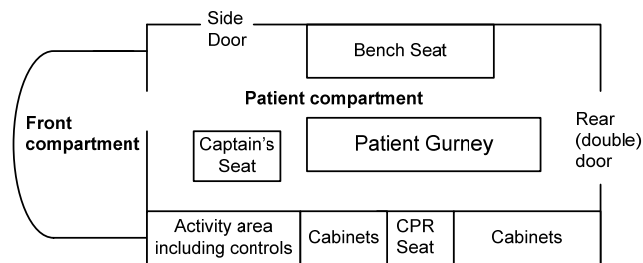 Side
Door
Bench Seat
Patient compartment
Front
compartment
Captain's
Seat
Patient Gurney
Rear
(double)
door
Activity area
including controls
Cabinets
CPR
Seat
Cabinets